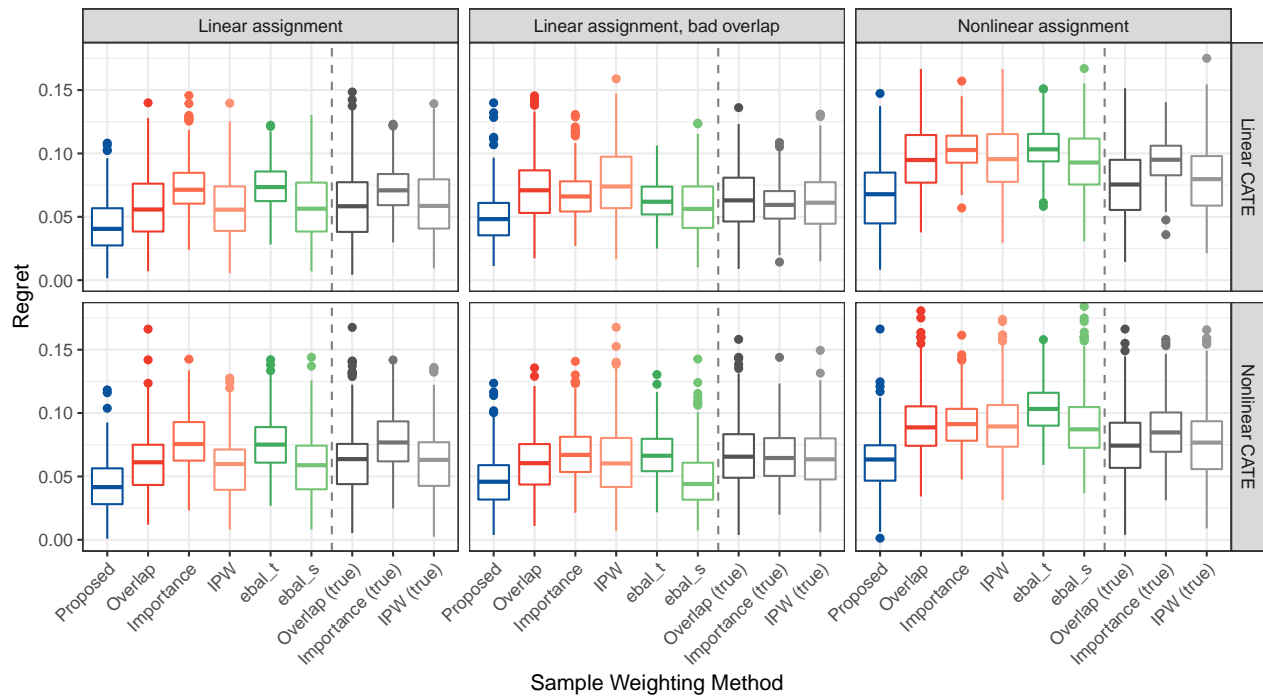 Linear assignment
Linear assignment, bad overlap
Nonlinear assignment
Regret
0.15
0.10
0.05
0.00
Linear CATE
0.15
0.10
0.05
0.00
Nonlinear CATE
Proposed
Overlap
Importance
IPW
ebal_t
ebal_s
Overlap (true)
Importance (true)
IPW (true)
Proposed
Overlap
Importance
IPW
ebal_t
ebal_s
Overlap (true)
Importance (true)
IPW (true)
Proposed
Overlap
Importance
IPW
ebal_t
ebal_s
Overlap (true)
Importance (true)
IPW (true)
Sample Weighting Method